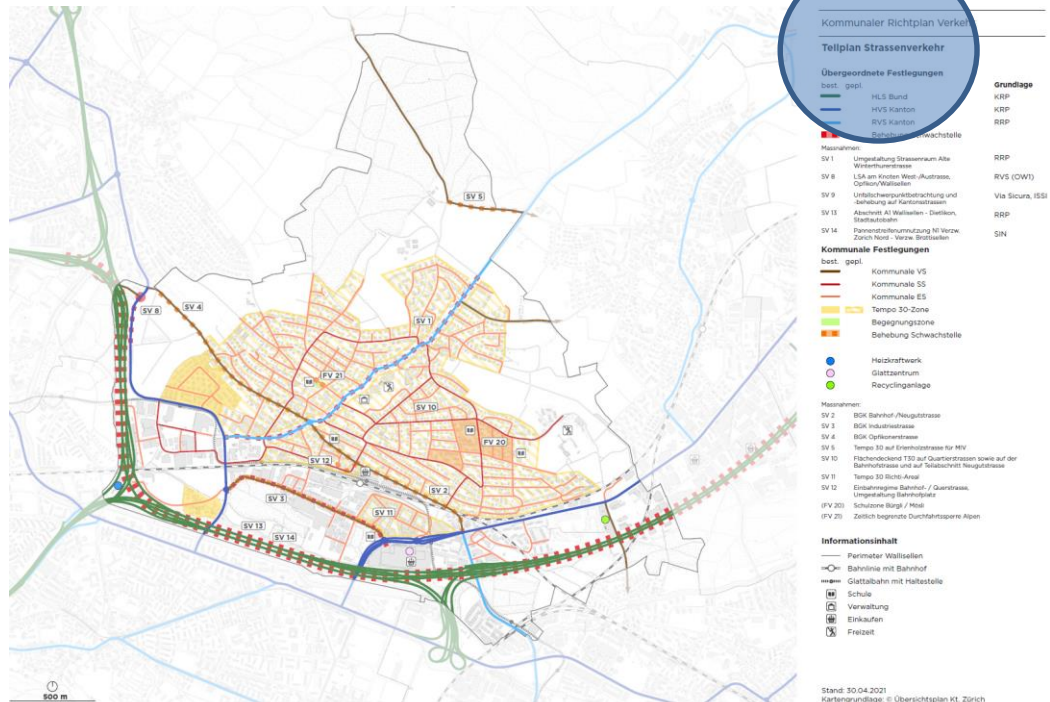 Kommunaler Richtplan Verkehr
Teilplan Strassenverkehr
Übergeordnete Festlegungen
best. gepl. Grundlage
HLS Bund KRP
HVS Kanton KRP
RVS Kanton RRP
Behebung Schwachstelle
Massnahmen:
SV 1 Umgestaltung Strassenraum Alte Winterthurerstrasse RRP
SV 8 LSA am Knoten West-/Austrasse, Opfikon/Wallisellen RVS (OW1)
SV 9 Unfallschwerpunktbetrachtung und -behebung auf Kantonsstrassen Via Sicura, ISSI
SV 13 Abschnitt A1 Wallisellen - Dietlikon, Stadtautobahn RRP
SV 14 Pannenstreifenumnutzung N1 Verzw. Zürich Nord - Verzw. Brüttisellen SIN
Kommunale Festlegungen
best. gepl.
Kommunale VS
Kommunale SS
Kommunale ES
Tempo 30-Zone
Begegnungszone
Behebung Schwachstelle
Heizkraftwerk
Glattzentrum
Recyclinganlage
Massnahmen:
SV 2 BGK Bahnhof-/Neugutstrasse
SV 3 BGK Industriestrasse
SV 4 BGK Opfikonerstrasse
SV 5 Tempo 30 auf Erlenholzstrasse für MIV
SV 10 Flächendeckend T30 auf Quartierstrassen sowie auf der Bahnhofstrasse und auf Teilabschnitt Neugutstrasse
SV 11 Tempo 30 Richti-Areal
SV 12 Einbahnregime Bahnhof- / Querstrasse, Umgestaltung Bahnhofplatz
(FV 20) Schulzone Bürgli / Mösli
(FV 21) Zeitlich begrenzte Durchfahrtssperre Alpen
Informationsinhalt
Perimeter Wallisellen
Bahnlinie mit Bahnhof
Glattalbahn mit Haltestelle
Schule
Verwaltung
Einkaufen
Freizeit
Stand: 30.04.2021
Kartengrundlage: © Übersichtsplan Kt. Zürich
SV 5
SV 4
SV 8
SV 1
FV 21
SV 10
FV 20
SV 12
SV 2
SV 3
SV 11
SV 13
SV 14
500 m